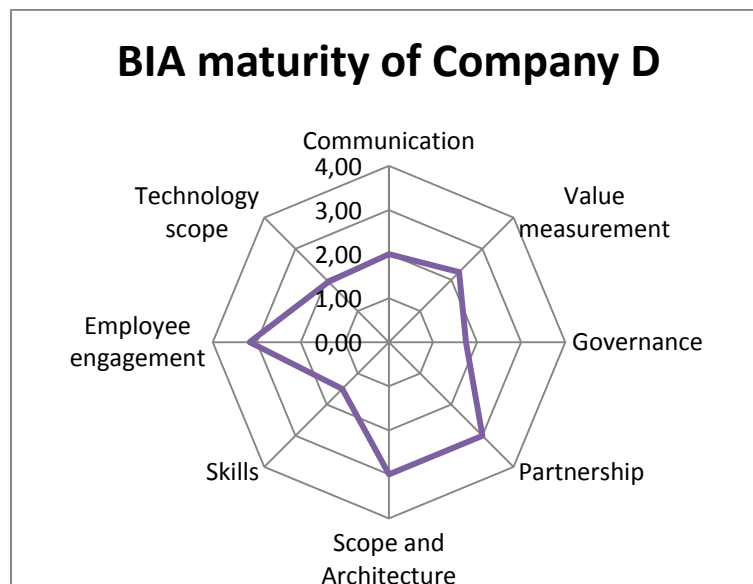 BIA maturity of Company D
Communication
4,00
3,00
2,00
1,00
0,00
Value
measurement
Governance
Partnership
Scope and
Architecture
Skills
Employee
engagement
Technology
scope